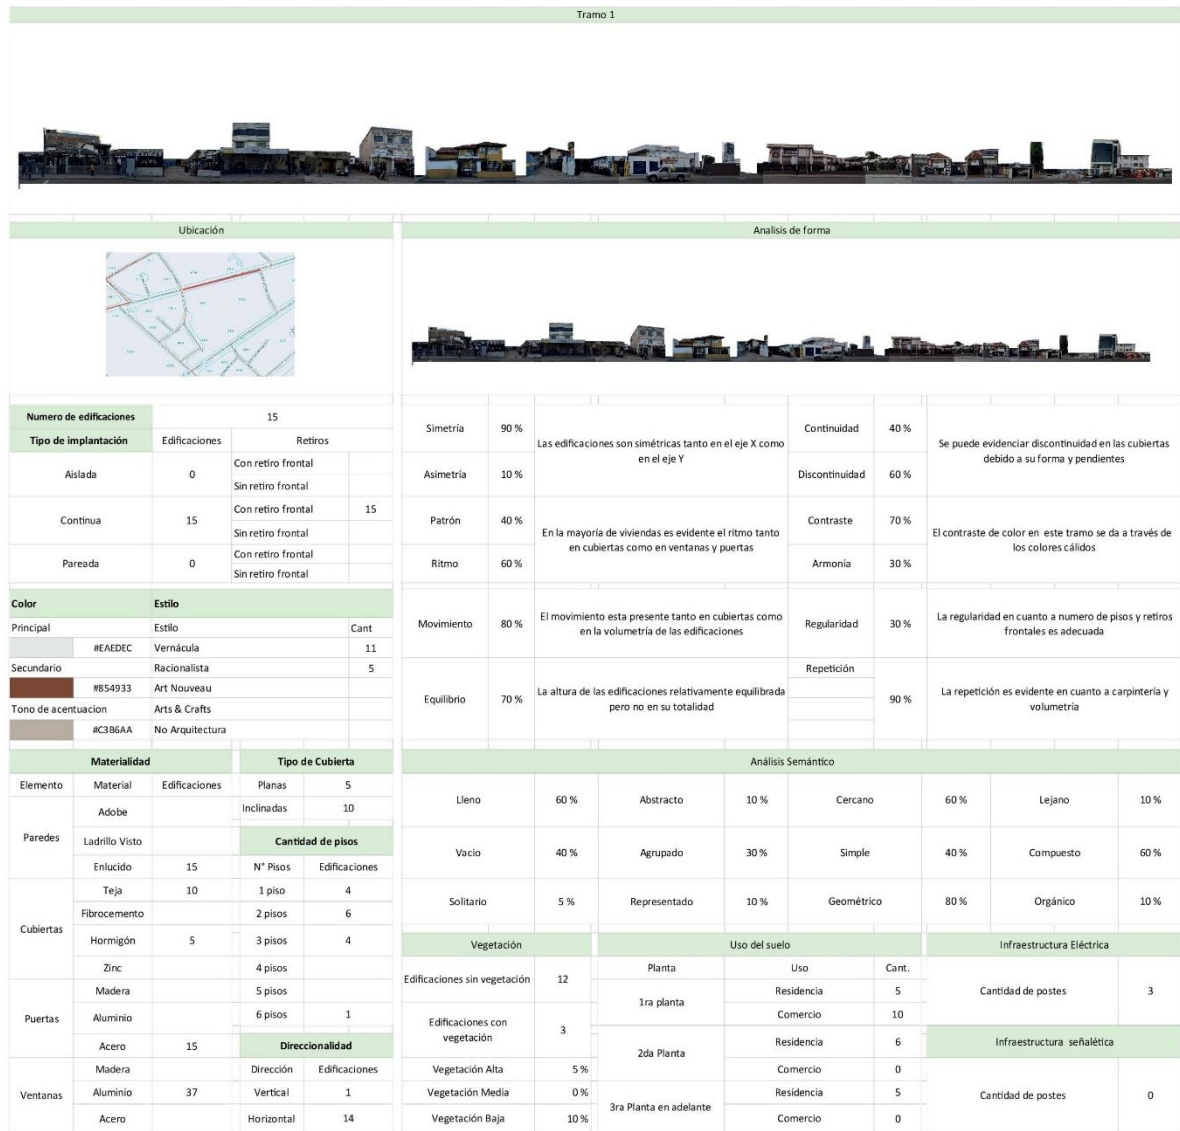 Tramo 1
Ubicación
Analisis de forma
Numero de edificaciones 15
Tipo de implantación Edificaciones Retiros
Aislada 0 Con retiro frontal
Sin retiro frontal
Continua 15 Con retiro frontal 15
Sin retiro frontal
Pareada 0 Con retiro frontal
Sin retiro frontal
Color Estilo
Principal Estilo Cant
#EAEDEC Vernácula 11
Secundario Racionalista 5
#854933 Art Nouveau
Tono de acentuacion Arts & Crafts
#C3B6AA No Arquitectura
Simetría 90 %
Asimetría 10 %
Las edificaciones son simétricas tanto en el eje X como
en el eje Y
Continuidad 40 %
Discontinuidad 60 %
Se puede evidenciar discontinuidad en las cubiertas
debido a su forma y pendientes
Patrón 40 %
Ritmo 60 %
En la mayoría de viviendas es evidente el ritmo tanto
en cubiertas como en ventanas y puertas
Contraste 70 %
Armonía 30 %
El contraste de color en este tramo se da a través de
los colores cálidos
Movimiento 80 %
El movimiento esta presente tanto en cubiertas como
en la volumetría de las edificaciones
Regularidad 30 %
La regularidad en cuanto a numero de pisos y retiros
frontales es adecuada
Equilibrio 70 %
La altura de las edificaciones relativamente equilibrada
pero no en su totalidad
Repetición
90 %
La repetición es evidente en cuanto a carpintería y
volumetría
Materialidad
Elemento Material Edificaciones
Paredes
Adobe
Ladrillo Visto
Enlucido 15
Cubiertas
Teja 10
Fibrocemento
Hormigón 5
Zinc
Puertas
Madera
Aluminio
Acero 15
Ventanas
Madera
Aluminio 37
Acero
Tipo de Cubierta
Planas 5
Inclinadas 10
Cantidad de pisos
N° Pisos Edificaciones
1 piso 4
2 pisos 6
3 pisos 4
4 pisos
5 pisos
6 pisos 1
Direccionalidad
Dirección Edificaciones
Vertical 1
Horizontal 14
Análisis Semántico
Lleno 60 % Abstracto 10 % Cercano 60 % Lejano 10 %
Vacio 40 % Agrupado 30 % Simple 40 % Compuesto 60 %
Solitario 5 % Representado 10 % Geométrico 80 % Orgánico 10 %
Vegetación
Edificaciones sin vegetación 12
Edificaciones con
vegetación 3
Vegetación Alta 5 %
Vegetación Media 0 %
Vegetación Baja 10 %
Uso del suelo
Planta Uso Cant.
1ra planta
Residencia 5
Comercio 10
2da Planta
Residencia 6
Comercio 0
3ra Planta en adelante
Residencia 5
Comercio 0
Infraestructura Eléctrica
Cantidad de postes 3
Infraestructura señalética
Cantidad de postes 0